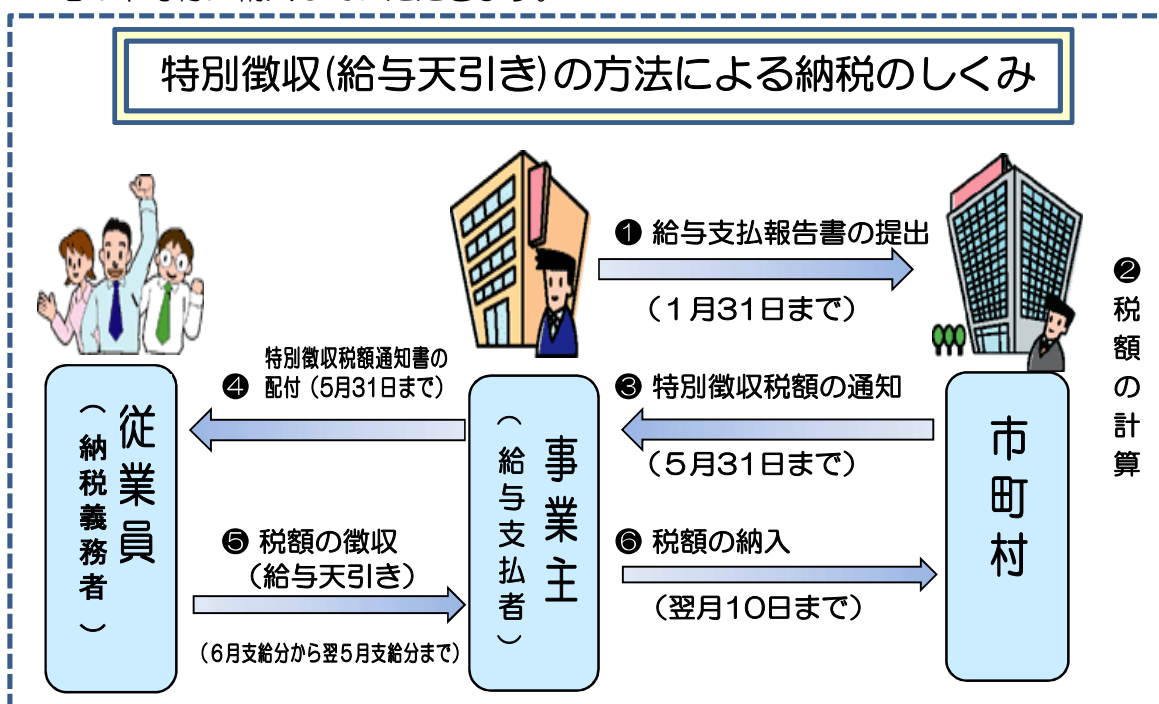 特別徴収(給与天引き)の方法による納税のしくみ
❶ 給与支払報告書の提出
(1月31日まで)
❷税額の計算
❸ 特別徴収税額の通知
(5月31日まで)
❹ 特別徴収税額通知書の
配付(5月31日まで)
❺ 税額の徴収
(給与天引き)
(6月支給分から翌5月支給分まで)
❻ 税額の納入
(翌月10日まで)
従業員
(納税義務者)
事業主
(給与支払者)
市町村